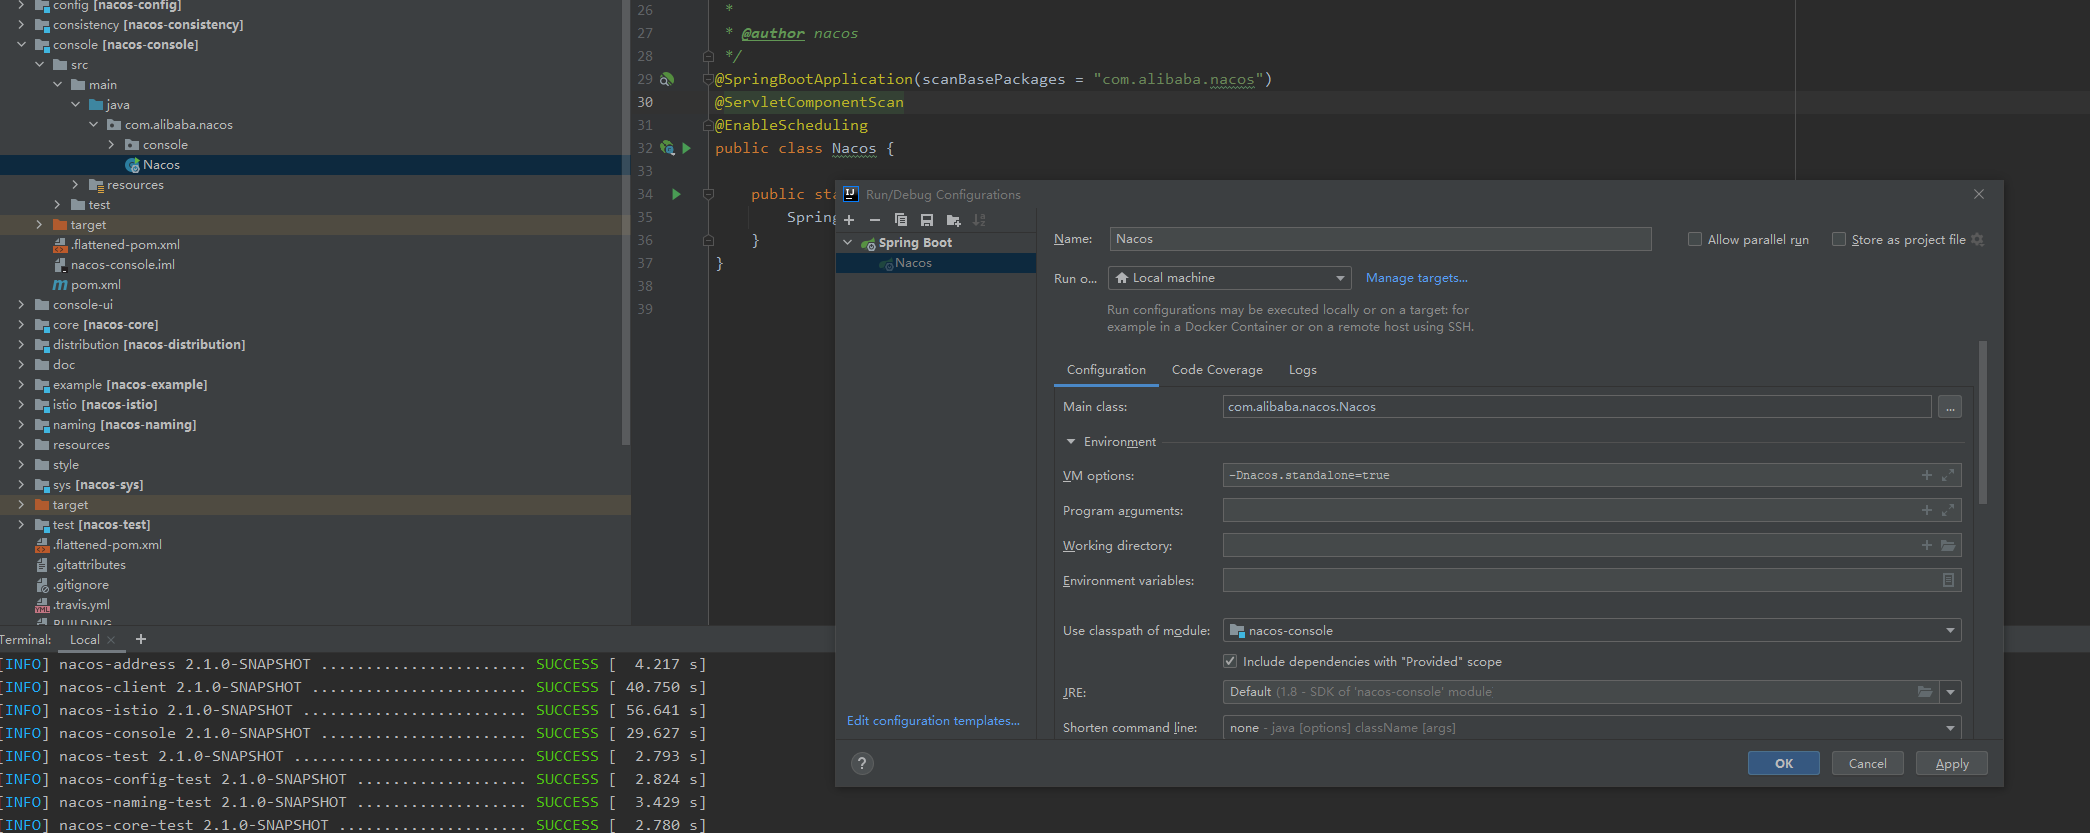 config [nacos-config]
consistency [nacos-consistency]
console [nacos-console]
src
main
java
com.alibaba.nacos
console
Nacos
resources
test
target
.flattened-pom.xml
nacos-console.iml
pom.xml
console-ui
core [nacos-core]
distribution [nacos-distribution]
doc
example [nacos-example]
istio [nacos-istio]
naming [nacos-naming]
resources
style
sys [nacos-sys]
target
test [nacos-test]
.flattened-pom.xml
.gitattributes
.gitignore
.travis.yml
BUILDING
26 *
27 * @author nacos
28 */
29 @SpringBootApplication(scanBasePackages = "com.alibaba.nacos")
30 @ServletComponentScan
31 @EnableScheduling
32 public class Nacos {
33
34 public sta
35 Spring
36 }
37 }
38
39
Run/Debug Configurations
Spring Boot
Nacos
Edit configuration templates...
Name: Nacos
Allow parallel run
Store as project file
Run o... Local machine Manage targets...
Run configurations may be executed locally or on a target: for
example in a Docker Container or on a remote host using SSH.
Configuration Code Coverage Logs
Main class: com.alibaba.nacos.Nacos ...
Environment
VM options: -Dnacos.standalone=true
Program arguments:
Working directory:
Environment variables:
Use classpath of module: nacos-console
Include dependencies with "Provided" scope
JRE: Default (1.8 - SDK of 'nacos-console' module
Shorten command line: none - java [options] className [args]
? OK Cancel Apply
Terminal: Local × +
[INFO] nacos-address 2.1.0-SNAPSHOT ....................... SUCCESS [ 4.217 s]
[INFO] nacos-client 2.1.0-SNAPSHOT ........................ SUCCESS [ 40.750 s]
[INFO] nacos-istio 2.1.0-SNAPSHOT ......................... SUCCESS [ 56.641 s]
[INFO] nacos-console 2.1.0-SNAPSHOT ....................... SUCCESS [ 29.627 s]
[INFO] nacos-test 2.1.0-SNAPSHOT .......................... SUCCESS [ 2.793 s]
[INFO] nacos-config-test 2.1.0-SNAPSHOT ................... SUCCESS [ 2.824 s]
[INFO] nacos-naming-test 2.1.0-SNAPSHOT ................... SUCCESS [ 3.429 s]
[INFO] nacos-core-test 2.1.0-SNAPSHOT ..................... SUCCESS [ 2.780 s]